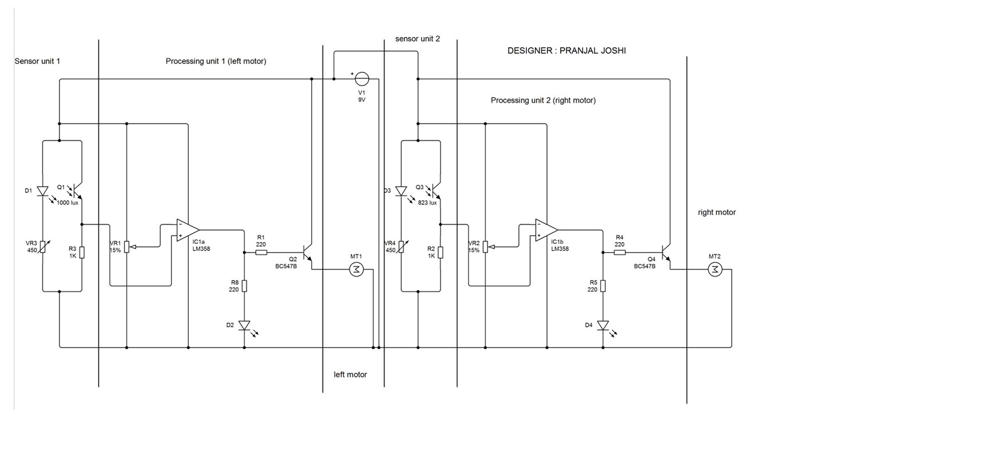 sensor unit 2
DESIGNER : PRANJAL JOSHI
Sensor unit 1
Processing unit 1 (left motor)
+
V1
9V
Processing unit 2 (right motor)
D1
Q1
1000 lux
D3
Q3
823 lux
right motor
VR3
450
R3
1K
VR1
15%
-
+
IC1a
LM358
R1
220
Q2
BC547B
MT1
VR4
450
R2
1K
VR2
15%
-
+
IC1b
LM358
R4
220
Q4
BC547B
MT2
R8
220
R5
220
D2
D4
left motor